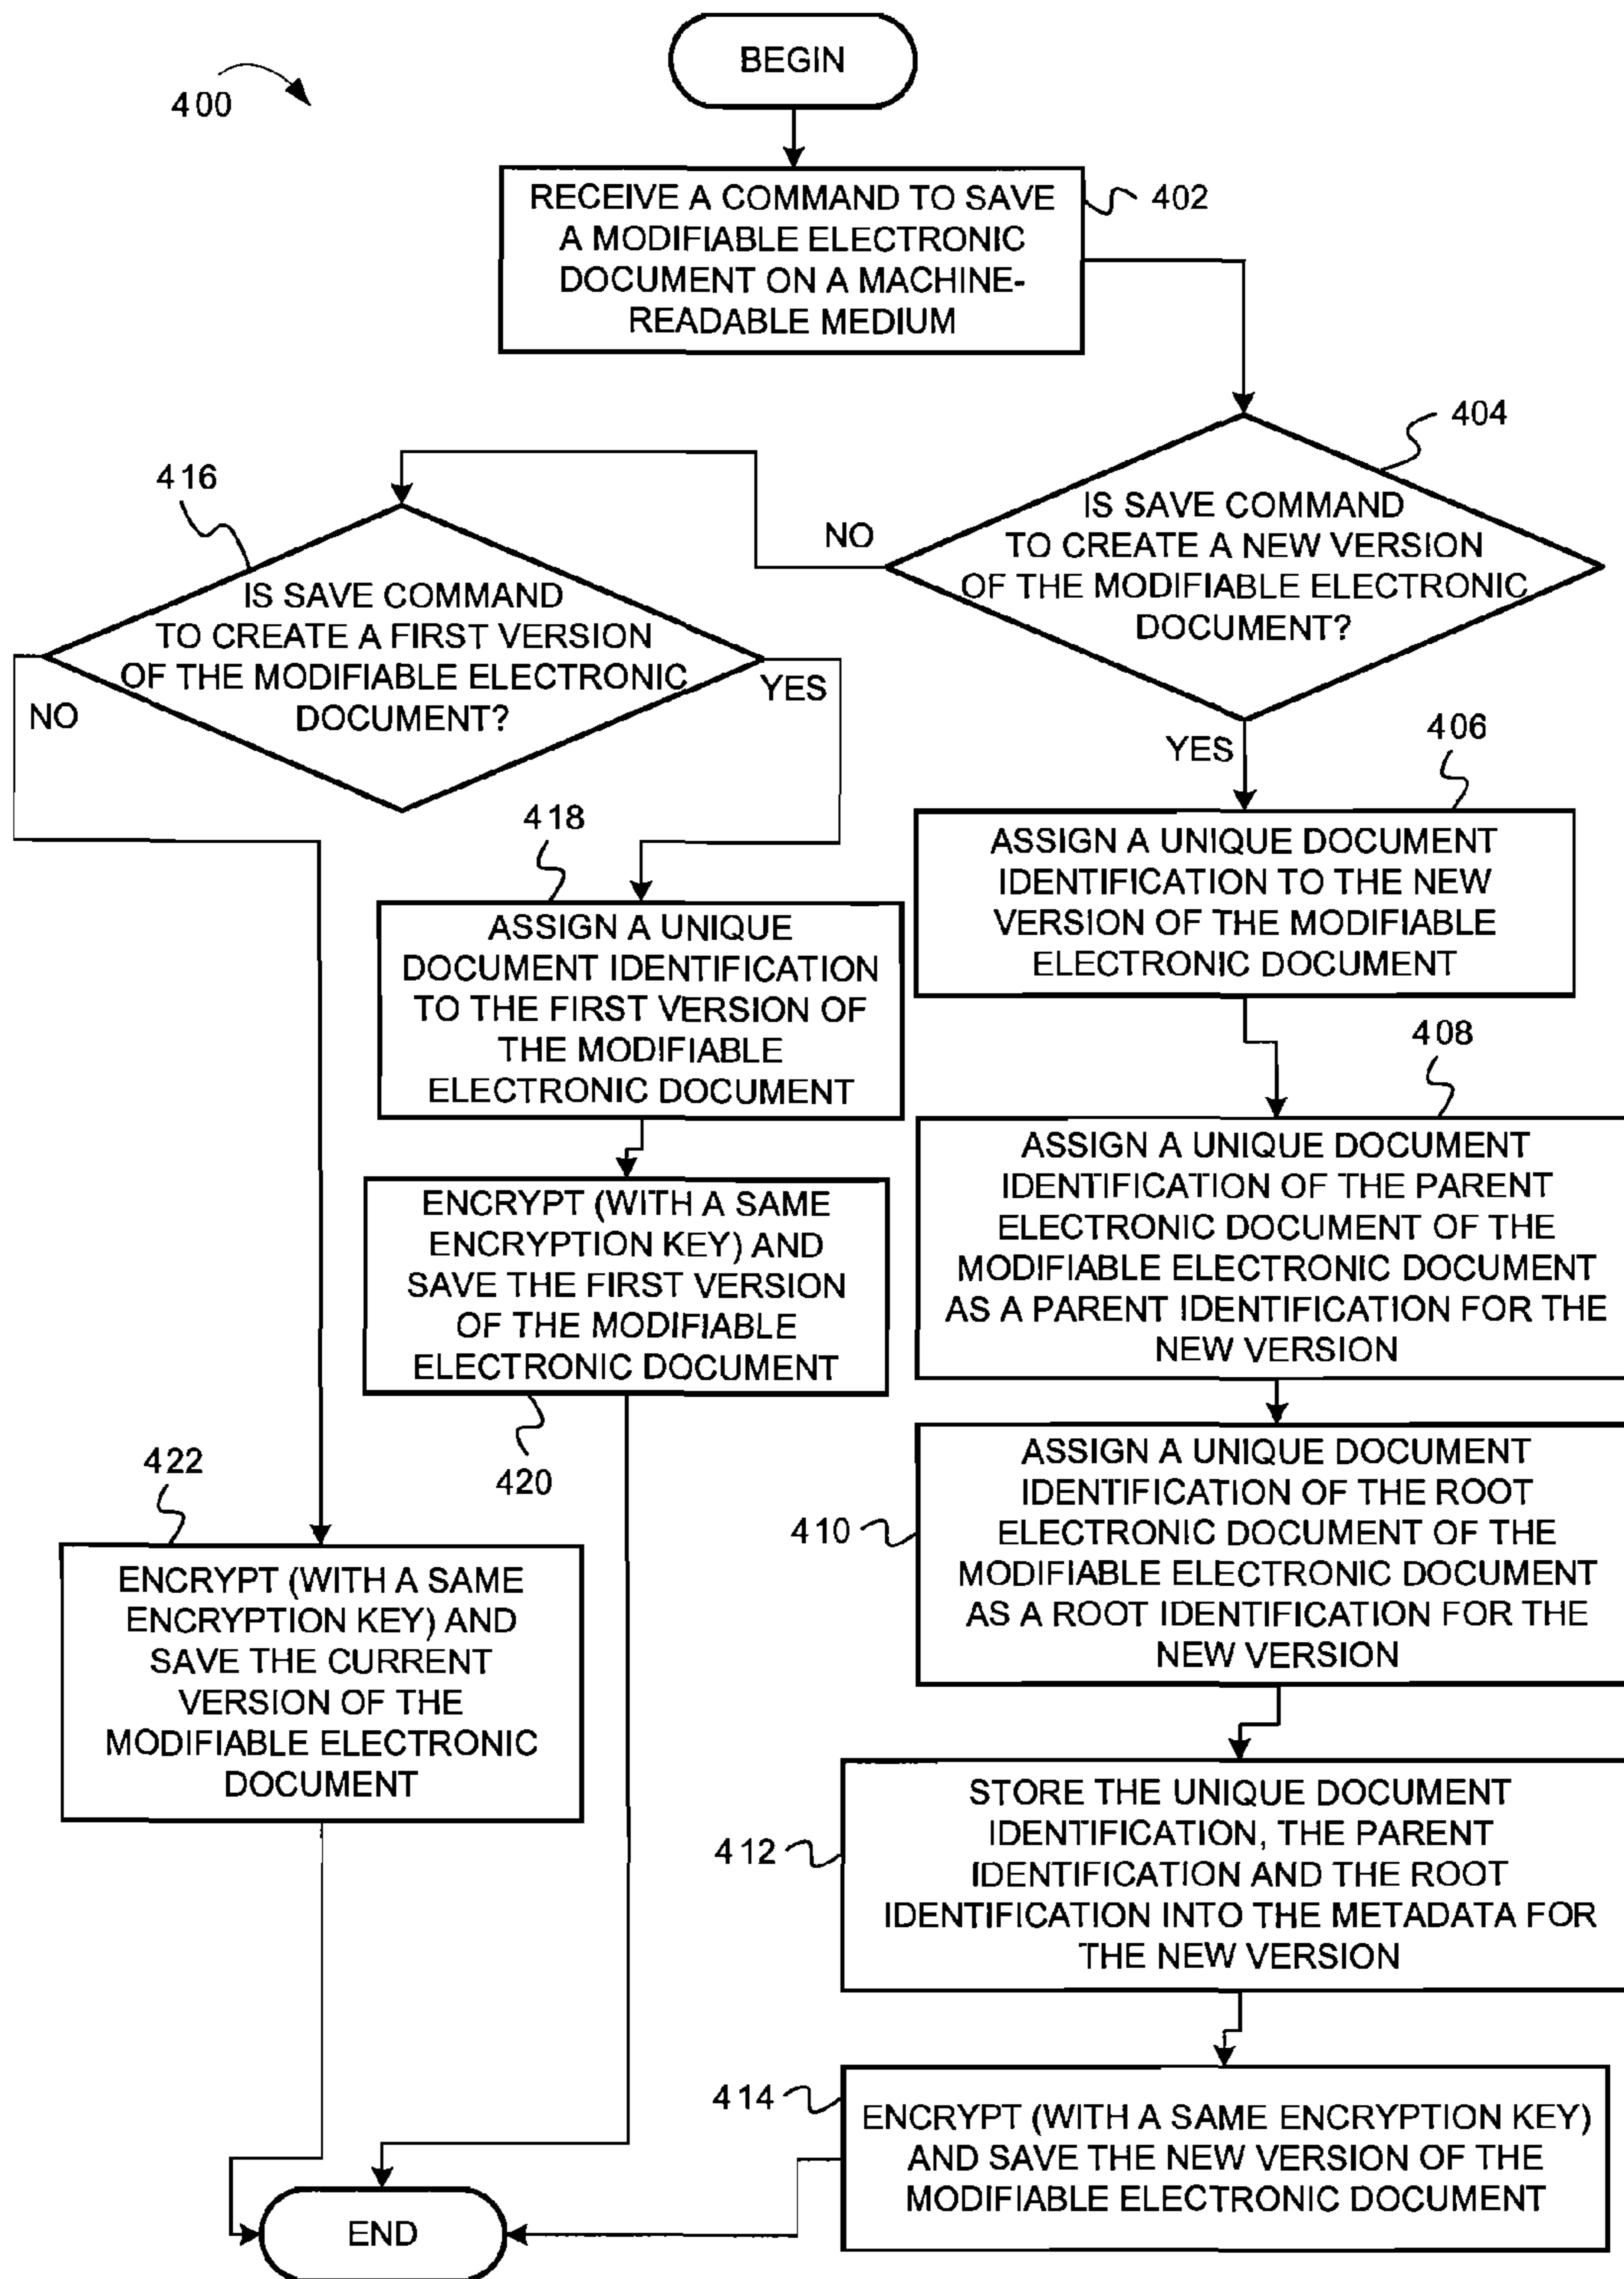 BEGIN
400
RECEIVE A COMMAND TO SAVE
A MODIFIABLE ELECTRONIC
DOCUMENT ON A MACHINE-
READABLE MEDIUM
402
404
IS SAVE COMMAND
TO CREATE A NEW VERSION
OF THE MODIFIABLE ELECTRONIC
DOCUMENT?
NO
YES
416
IS SAVE COMMAND
TO CREATE A FIRST VERSION
OF THE MODIFIABLE ELECTRONIC
DOCUMENT?
NO
YES
406
ASSIGN A UNIQUE DOCUMENT
IDENTIFICATION TO THE NEW
VERSION OF THE MODIFIABLE
ELECTRONIC DOCUMENT
418
ASSIGN A UNIQUE
DOCUMENT IDENTIFICATION
TO THE FIRST VERSION OF
THE MODIFIABLE
ELECTRONIC DOCUMENT
408
ASSIGN A UNIQUE DOCUMENT
IDENTIFICATION OF THE PARENT
ELECTRONIC DOCUMENT OF THE
MODIFIABLE ELECTRONIC DOCUMENT
AS A PARENT IDENTIFICATION FOR THE
NEW VERSION
ENCRYPT (WITH A SAME
ENCRYPTION KEY) AND
SAVE THE FIRST VERSION
OF THE MODIFIABLE
ELECTRONIC DOCUMENT
420
410
ASSIGN A UNIQUE DOCUMENT
IDENTIFICATION OF THE ROOT
ELECTRONIC DOCUMENT OF THE
MODIFIABLE ELECTRONIC DOCUMENT
AS A ROOT IDENTIFICATION FOR THE
NEW VERSION
422
ENCRYPT (WITH A SAME
ENCRYPTION KEY) AND
SAVE THE CURRENT
VERSION OF THE
MODIFIABLE ELECTRONIC
DOCUMENT
412
STORE THE UNIQUE DOCUMENT
IDENTIFICATION, THE PARENT
IDENTIFICATION AND THE ROOT
IDENTIFICATION INTO THE METADATA FOR
THE NEW VERSION
414
ENCRYPT (WITH A SAME ENCRYPTION KEY)
AND SAVE THE NEW VERSION OF THE
MODIFIABLE ELECTRONIC DOCUMENT
END